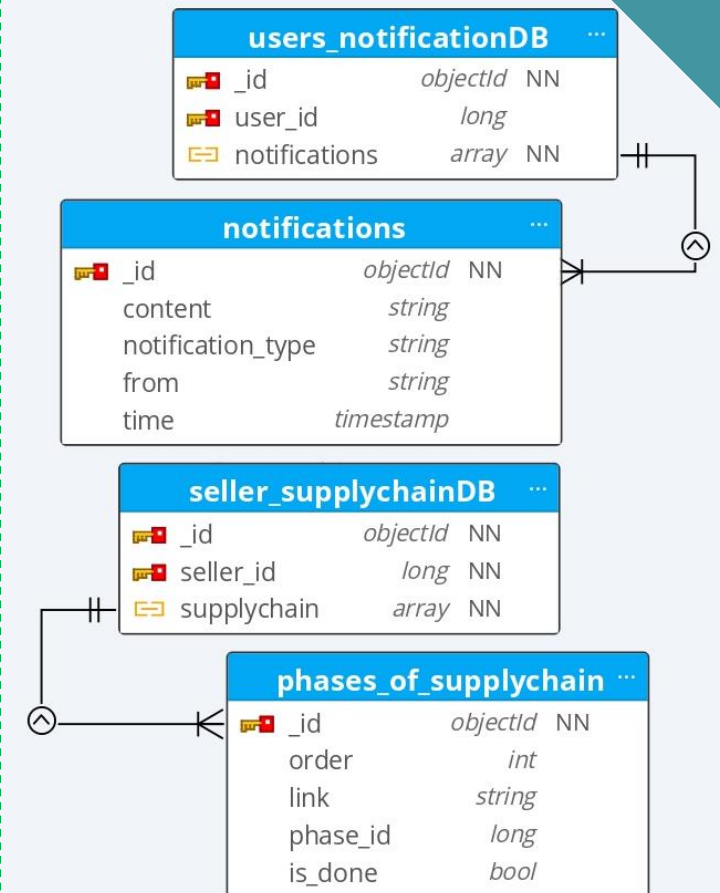 users_notificationDB ...
_id objectId NN
user_id long
notifications array NN
notifications ...
_id objectId NN
content string
notification_type string
from string
time timestamp
seller_supplychainDB ...
_id objectId NN
seller_id long NN
supplychain array NN
phases_of_supplychain ...
_id objectId NN
order int
link string
phase_id long
is_done bool